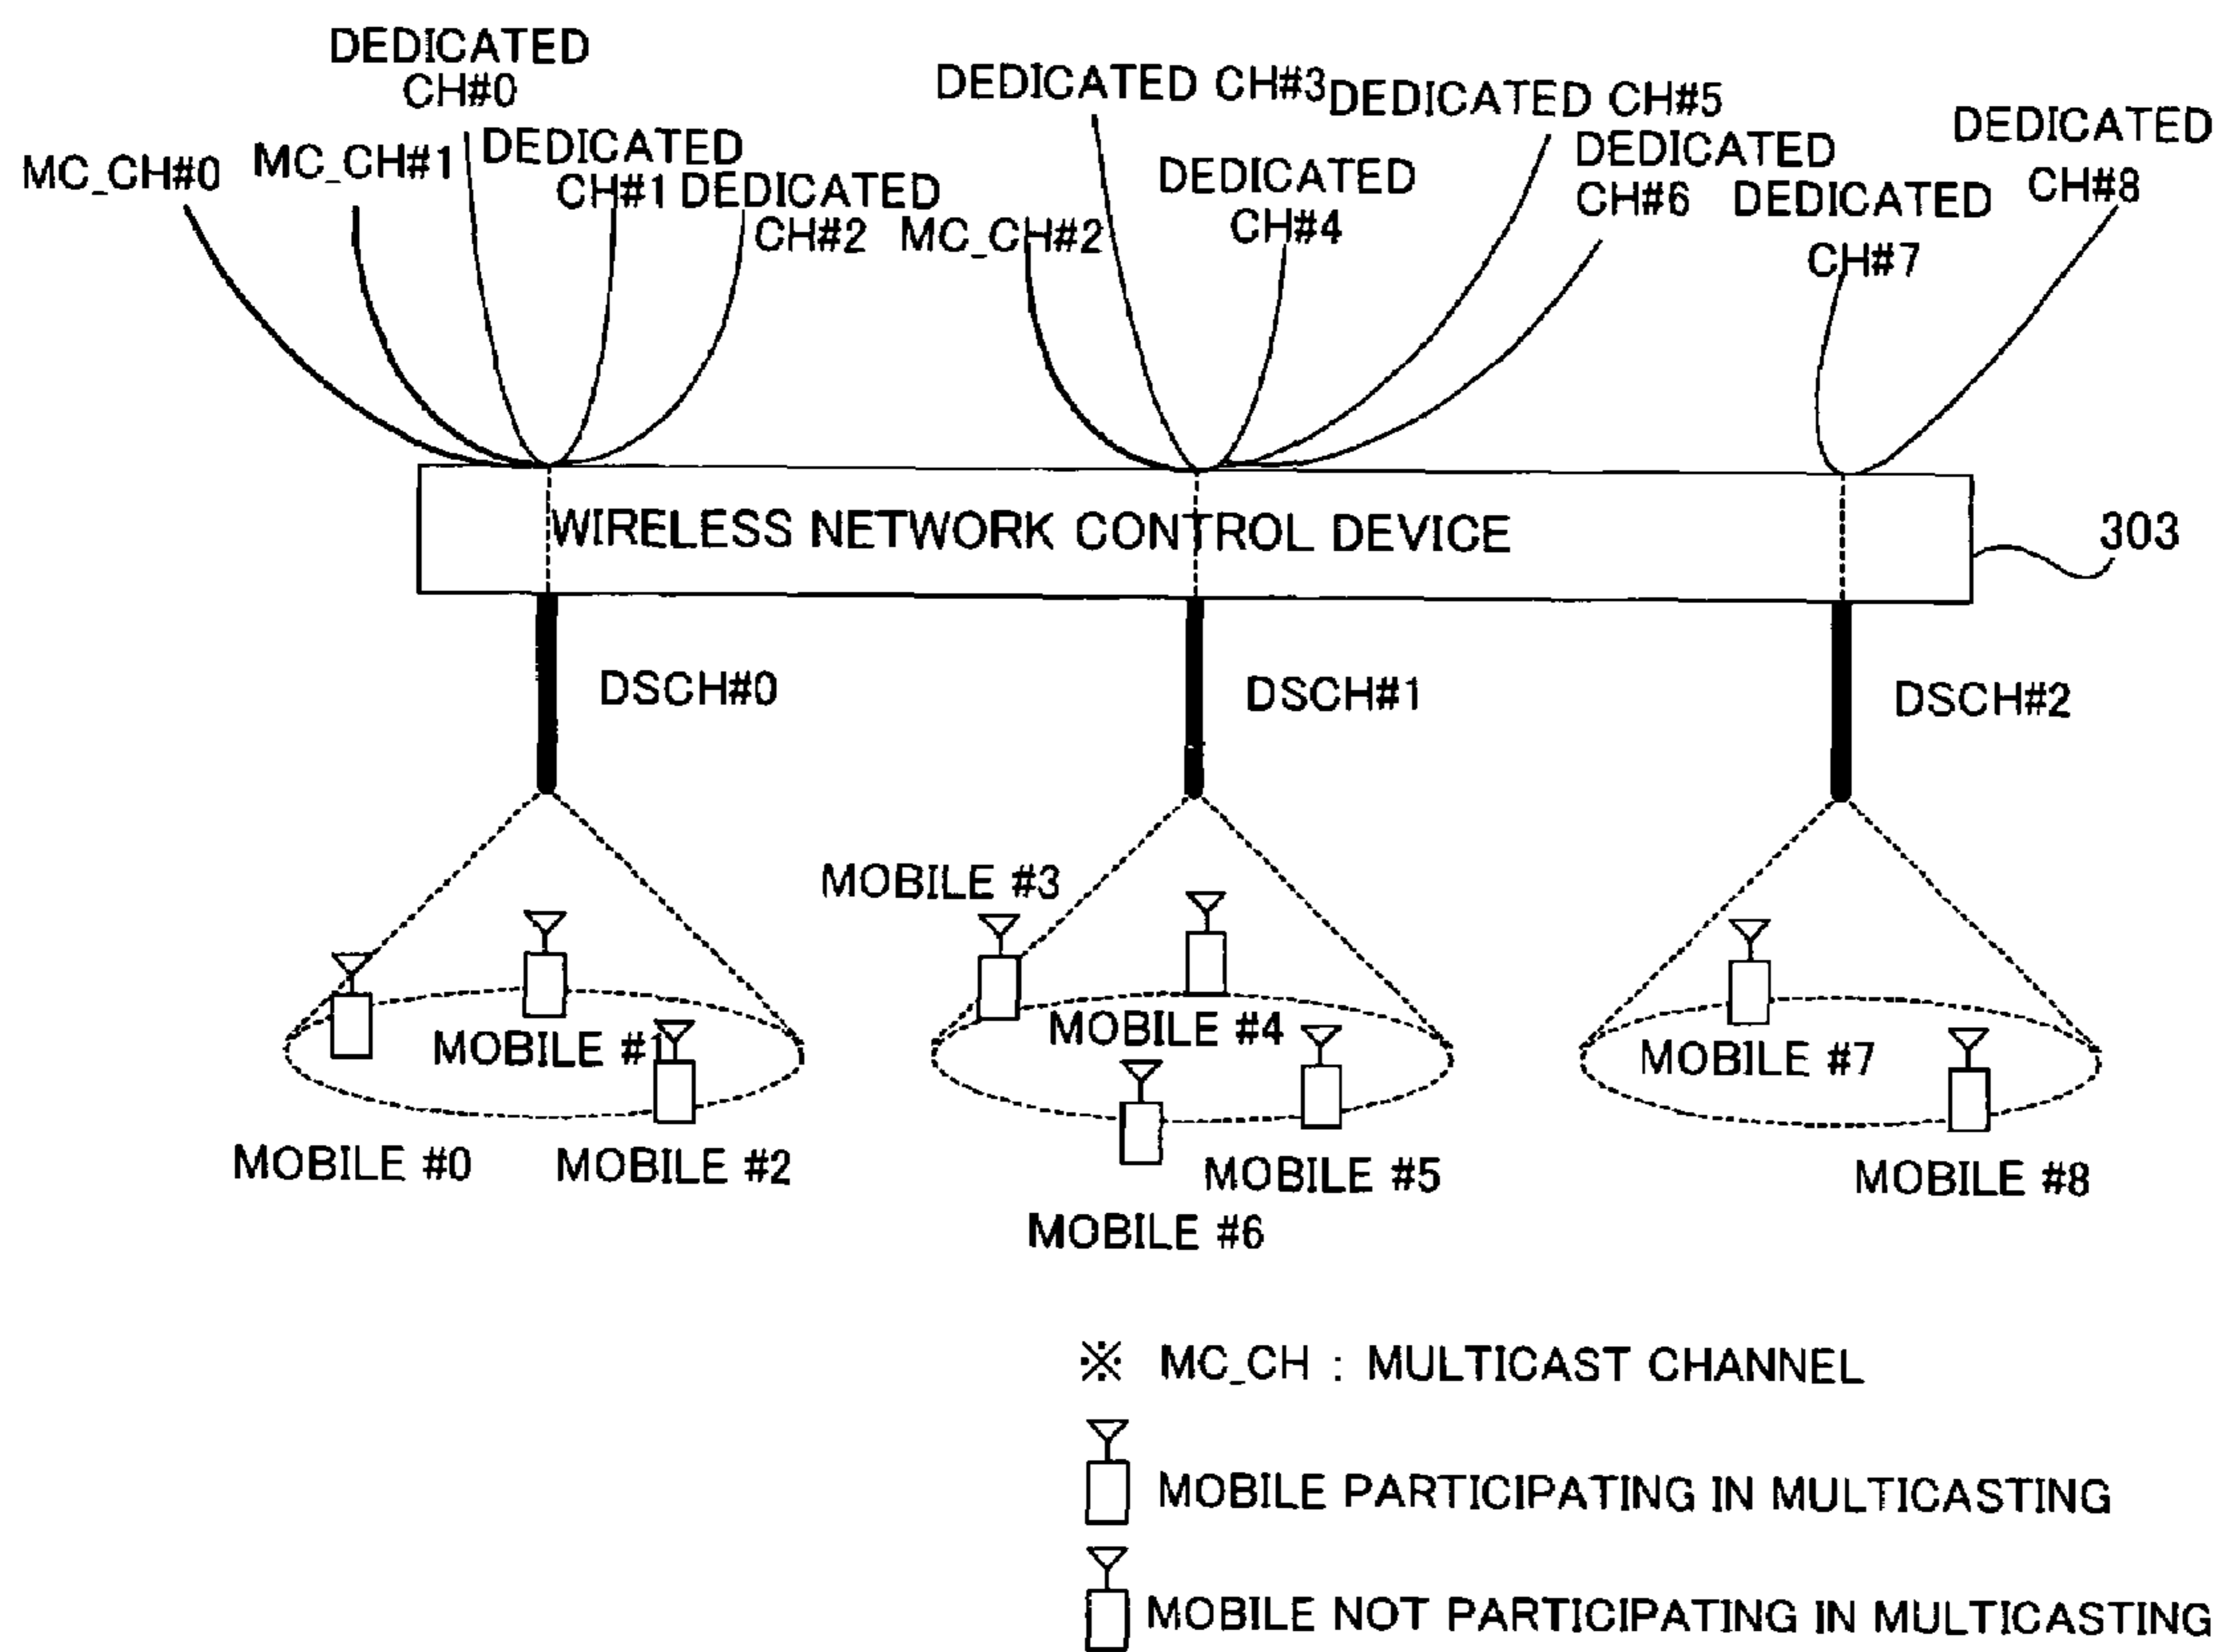 DEDICATED
CH#0
MC_CH#0
MC_CH#1
DEDICATED
CH#1
DEDICATED
CH#2
DEDICATED CH#3
MC_CH#2
DEDICATED
CH#4
DEDICATED CH#5
DEDICATED
CH#6
DEDICATED
CH#7
DEDICATED
CH#8
WIRELESS NETWORK CONTROL DEVICE
303
DSCH#0
DSCH#1
DSCH#2
MOBILE #3
MOBILE #1
MOBILE #4
MOBILE #7
MOBILE #0
MOBILE #2
MOBILE #5
MOBILE #8
MOBILE #6
※ MC_CH : MULTICAST CHANNEL
MOBILE PARTICIPATING IN MULTICASTING
MOBILE NOT PARTICIPATING IN MULTICASTING